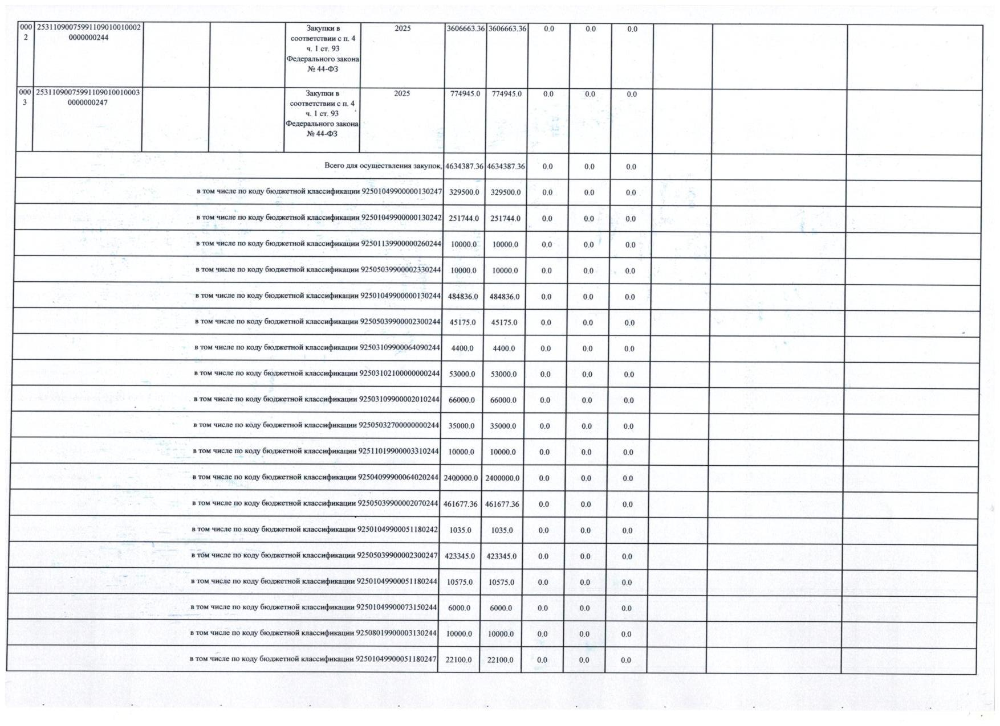 000 25311090075991109010010002 Закупки в 2025 3606663.36 3606663.36 0.0 0.0 0.0
2 0000000244 соответствии с п. 4
ч. 1 ст. 93
Федерального закона
№ 44-ФЗ
000 25311090075991109010010003 Закупки в 2025 774945.0 774945.0 0.0 0.0 0.0
3 0000000247 соответствии с п. 4
ч. 1 ст. 93
Федерального закона
№ 44-ФЗ
Всего для осуществления закупок, 4634387.36 4634387.36 0.0 0.0 0.0
в том числе по коду бюджетной классификации 92501049900000130247 329500.0 329500.0 0.0 0.0 0.0
в том числе по коду бюджетной классификации 92501049900000130242 251744.0 251744.0 0.0 0.0 0.0
в том числе по коду бюджетной классификации 92501139900000260244 10000.0 10000.0 0.0 0.0 0.0
в том числе по коду бюджетной классификации 92505039900002330244 10000.0 10000.0 0.0 0.0 0.0
в том числе по коду бюджетной классификации 92501049900000130244 484836.0 484836.0 0.0 0.0 0.0
в том числе по коду бюджетной классификации 92505039900002300244 45175.0 45175.0 0.0 0.0 0.0
в том числе по коду бюджетной классификации 92503109900064090244 4400.0 4400.0 0.0 0.0 0.0
в том числе по коду бюджетной классификации 92503102100000000244 53000.0 53000.0 0.0 0.0 0.0
в том числе по коду бюджетной классификации 92503109900002010244 66000.0 66000.0 0.0 0.0 0.0
в том числе по коду бюджетной классификации 92505032700000000244 35000.0 35000.0 0.0 0.0 0.0
в том числе по коду бюджетной классификации 92511019900003310244 10000.0 10000.0 0.0 0.0 0.0
в том числе по коду бюджетной классификации 92504099900064020244 2400000.0 2400000.0 0.0 0.0 0.0
в том числе по коду бюджетной классификации 92505039900002070244 461677.36 461677.36 0.0 0.0 0.0
в том числе по коду бюджетной классификации 92501049900051180242 1035.0 1035.0 0.0 0.0 0.0
в том числе по коду бюджетной классификации 92505039900002300247 423345.0 423345.0 0.0 0.0 0.0
в том числе по коду бюджетной классификации 92501049900051180244 10575.0 10575.0 0.0 0.0 0.0
в том числе по коду бюджетной классификации 92501049900073150244 6000.0 6000.0 0.0 0.0 0.0
в том числе по коду бюджетной классификации 92508019900003130244 10000.0 10000.0 0.0 0.0 0.0
в том числе по коду бюджетной классификации 92501049900051180247 22100.0 22100.0 0.0 0.0 0.0